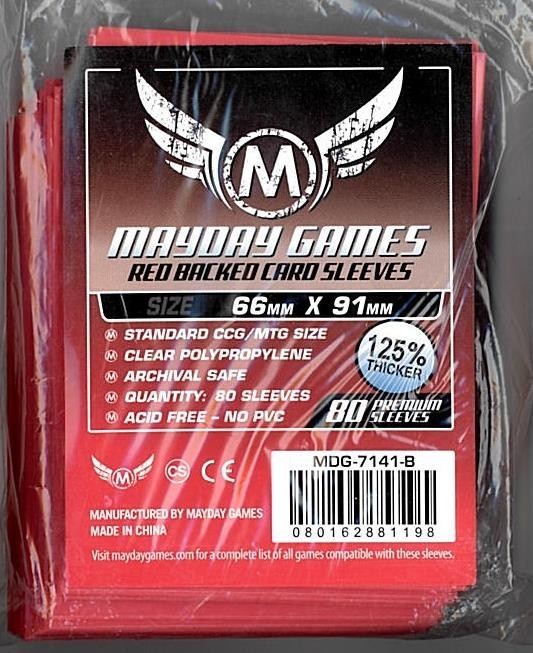 M
MAYDAY GAMES
RED BACKED CARD SLEEVES
SIZE 66MM X 91MM
M STANDARD CCG/MTG SIZE
M CLEAR POLYPROPYLENE
M ARCHIVAL SAFE
M QUANTITY: 80 SLEEVES
M ACID FREE - NO PVC
125%
THICKER
80 PREMIUM SLEEVES
M CS CE
MANUFACTURED BY MAYDAY GAMES
MADE IN CHINA
MDG-7141-B
080162881198
Visit maydaygames.com for a complete list of all games compatible with these sleeves.